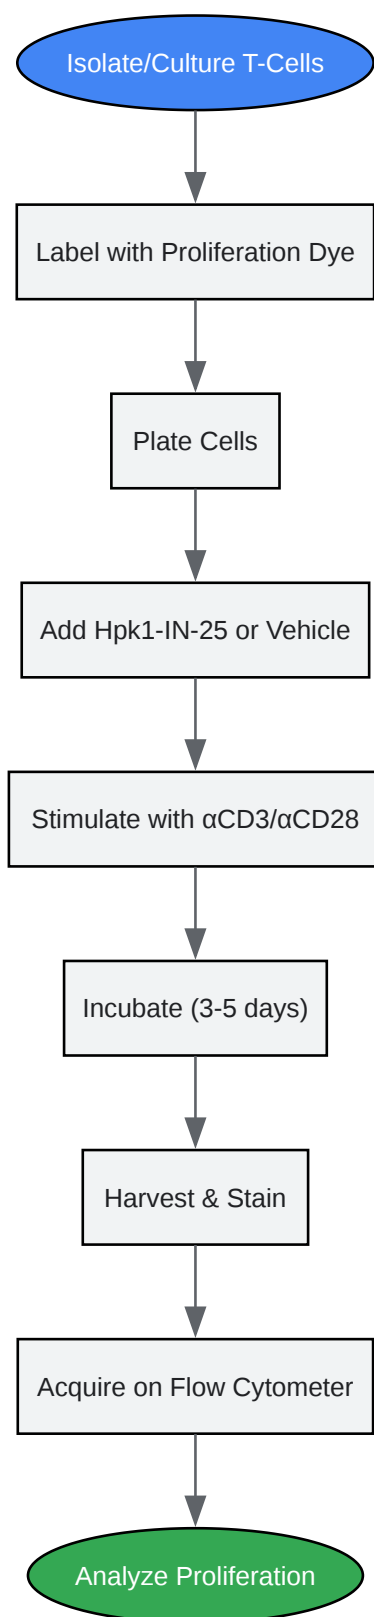 Isolate/Culture T-Cells
Label with Proliferation Dye
Plate Cells
Add Hpk1-IN-25 or Vehicle
Stimulate with αCD3/αCD28
Incubate (3-5 days)
Harvest & Stain
Acquire on Flow Cytometer
Analyze Proliferation